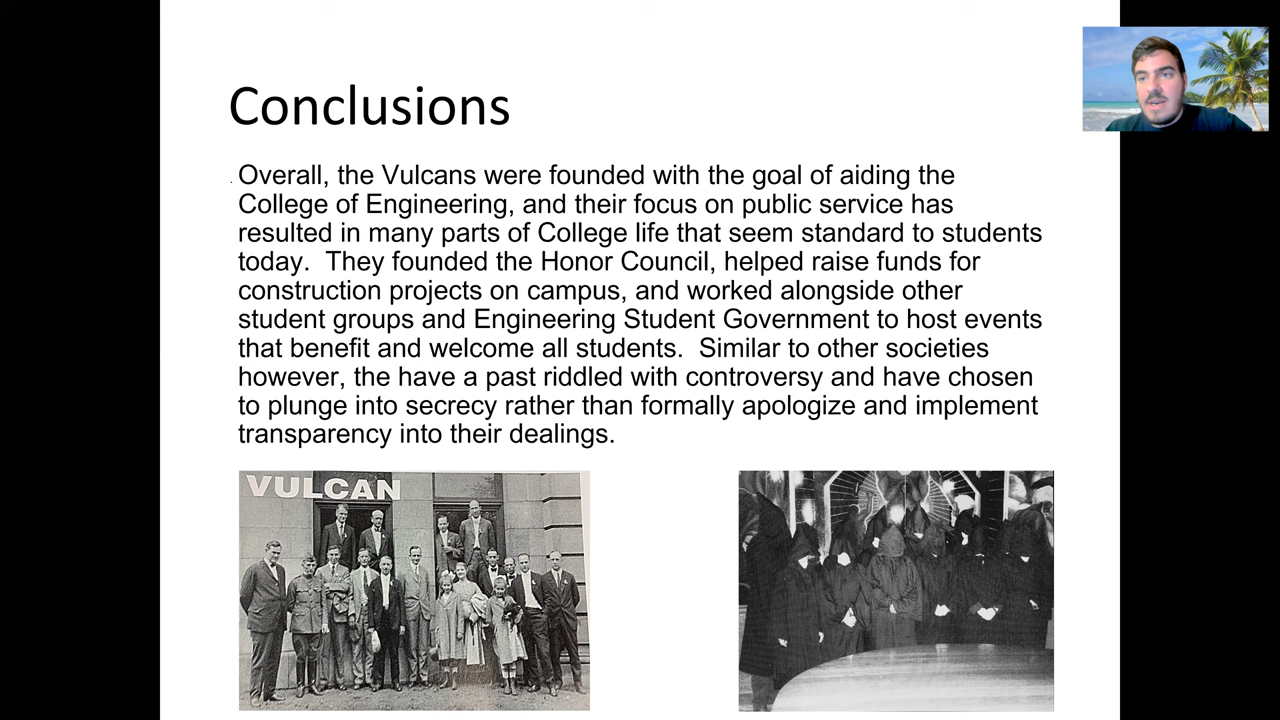 Conclusions
. Overall, the Vulcans were founded with the goal of aiding the
College of Engineering, and their focus on public service has
resulted in many parts of College life that seem standard to students
today.  They founded the Honor Council, helped raise funds for
construction projects on campus, and worked alongside other
student groups and Engineering Student Government to host events
that benefit and welcome all students.  Similar to other societies
however, the have a past riddled with controversy and have chosen
to plunge into secrecy rather than formally apologize and implement
transparency into their dealings.
VULCAN